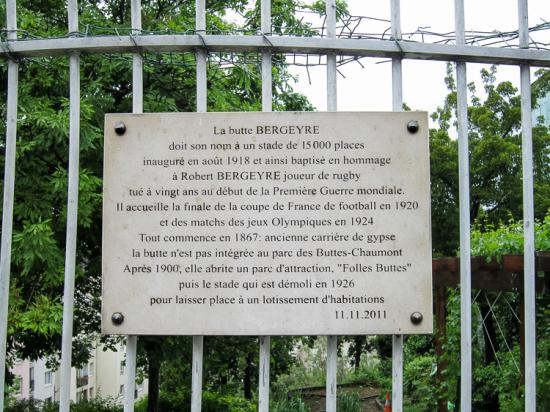 La butte BERGEYRE
doit son nom à un stade de 15000 places
inauguré en août 1918 et ainsi baptisé en hommage
à Robert BERGEYRE joueur de rugby
tué à vingt ans au début de la Première Guerre mondiale.
Il accueille la finale de la coupe de France de football en 1920
et des matchs des jeux Olympiques en 1924
Tout commence en 1867: ancienne carrière de gypse
la butte n'est pas intégrée au parc des Buttes-Chaumont
Après 1900, elle abrite un parc d'attraction, "Folles Buttes"
puis le stade qui est démoli en 1926
pour laisser place à un lotissement d'habitations
11.11.2011